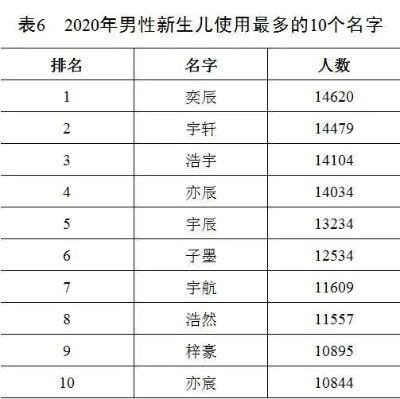 表6 2020年男性新生儿使用最多的10个名字
排名 名字 人数
1 奕辰 14620
2 宇轩 14479
3 浩宇 14104
4 亦辰 14034
5 宇辰 13234
6 子墨 12534
7 宇航 11609
8 浩然 11557
9 梓豪 10895
10 亦宸 10844